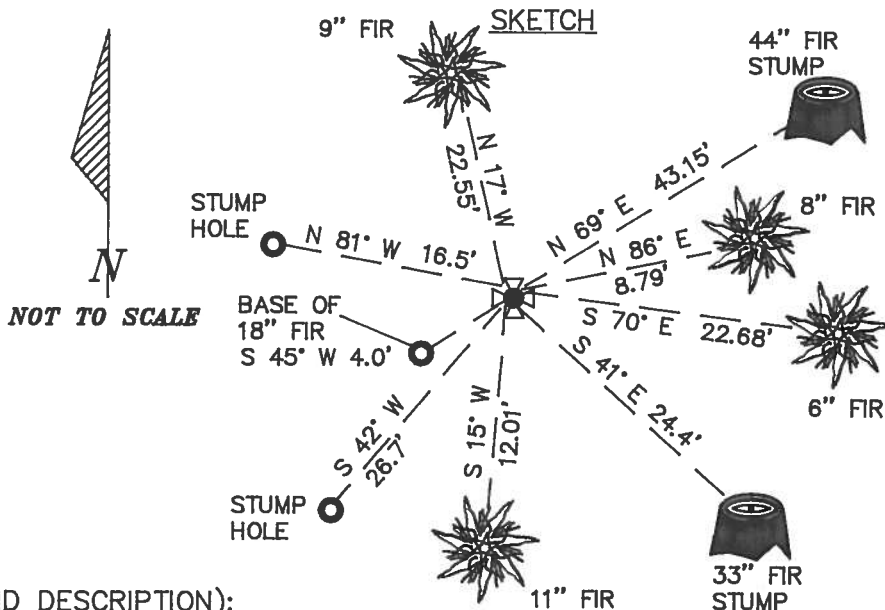 SKETCH
9" FIR
44" FIR
STUMP
N 17° W
22.55'
N 69° E 43.15'
8" FIR
STUMP
HOLE
N 81° W 16.5'
N 86° E
8.79'
N
NOT TO SCALE
BASE OF
18" FIR
S 45° W 4.0'
S 70° E 22.68'
6" FIR
S 41° E 24.4'
S 42° W
26.7'
S 15° W
12.01'
STUMP
HOLE
11" FIR
33" FIR
STUMP
ND DESCRIPTION):